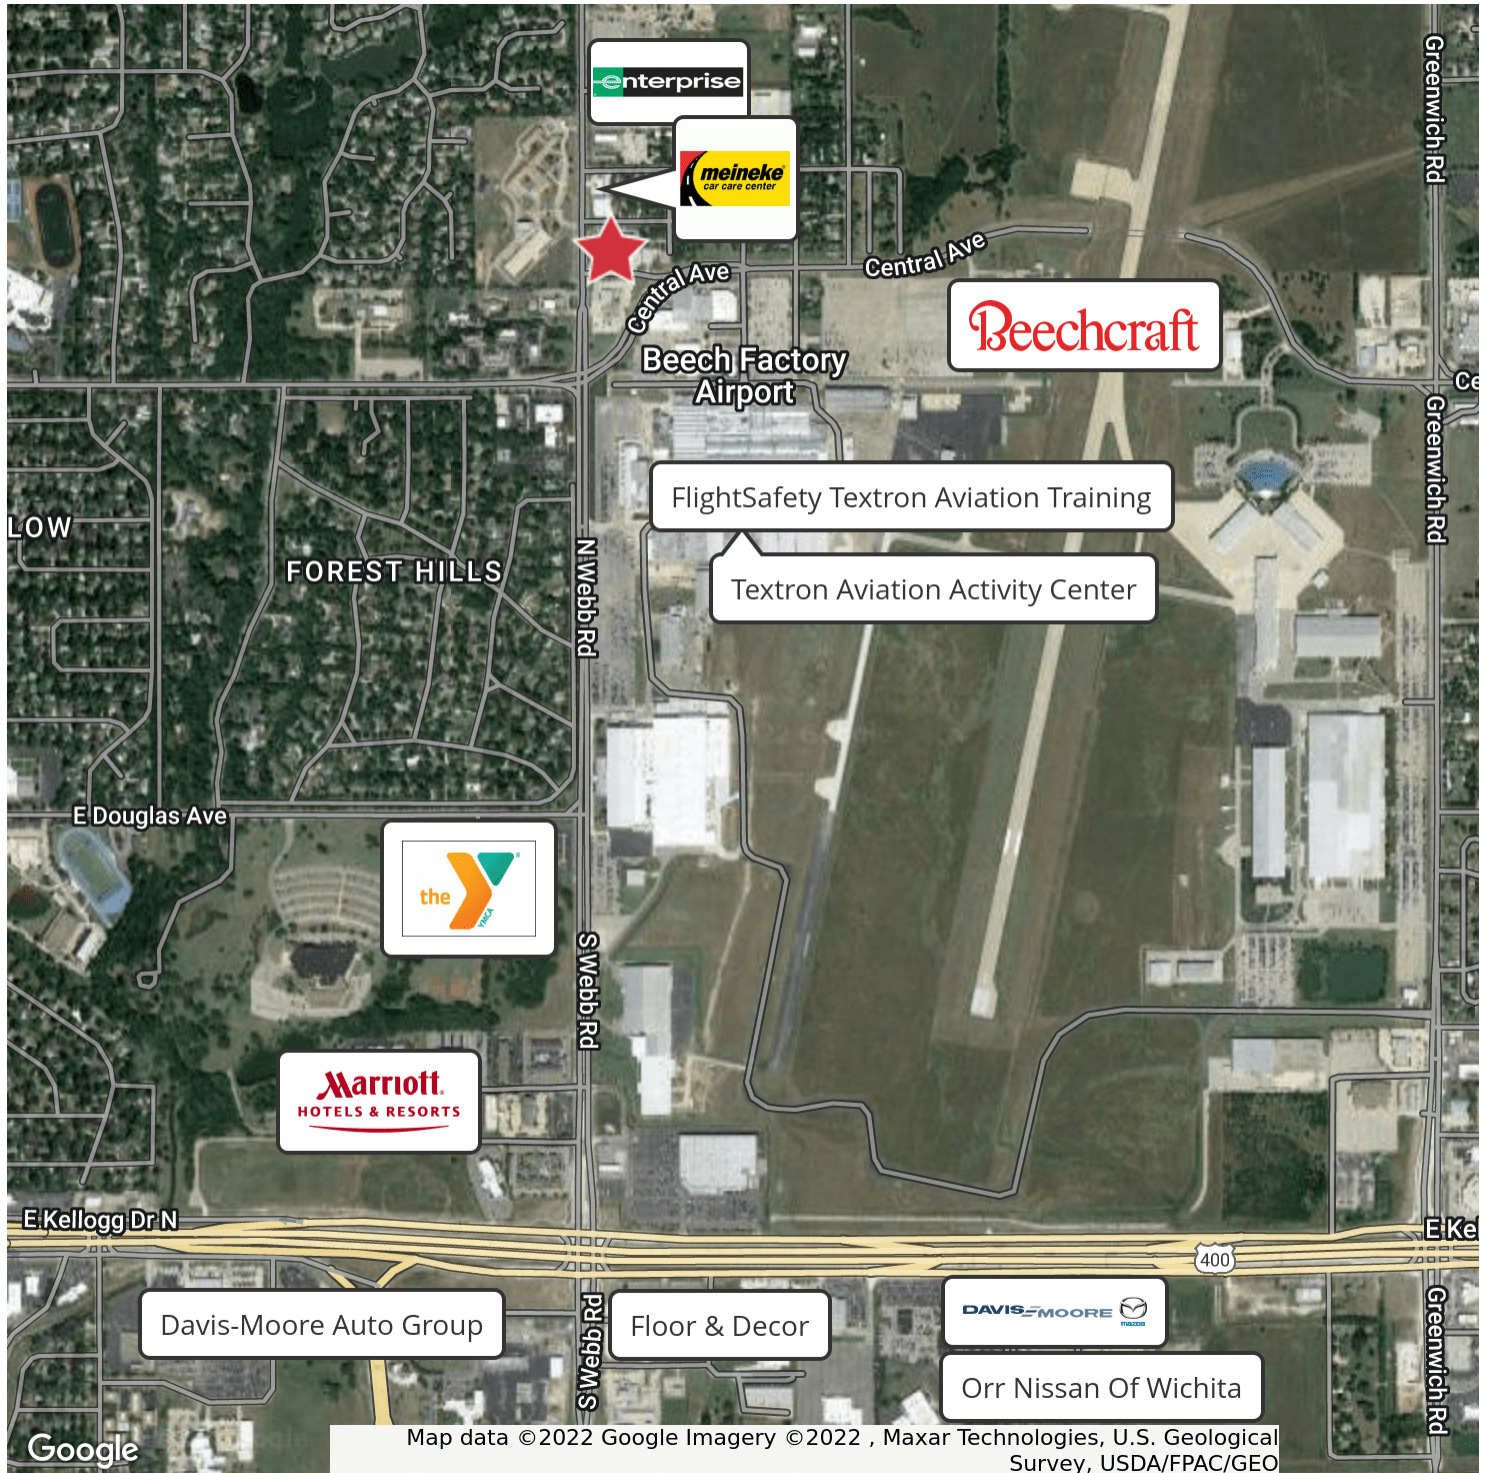 Greenwich Rd
enterprise
meineke®
car care center
Central Ave
Central Ave
Beechcraft
Beech Factory
Airport
Ce
Greenwich Rd
FlightSafety Textron Aviation Training
LOW
FOREST HILLS
N Webb Rd
Textron Aviation Activity Center
E Douglas Ave
the
YMCA
®
S Webb Rd
Marriott.
HOTELS & RESORTS
E Kellogg Dr N
E Kel
400
Davis-Moore Auto Group
S Webb Rd
Floor & Decor
DAVIS-MOORE
mazda
Greenwich Rd
Orr Nissan Of Wichita
Google
Map data ©2022 Google Imagery ©2022 , Maxar Technologies, U.S. Geological
Survey, USDA/FPAC/GEO